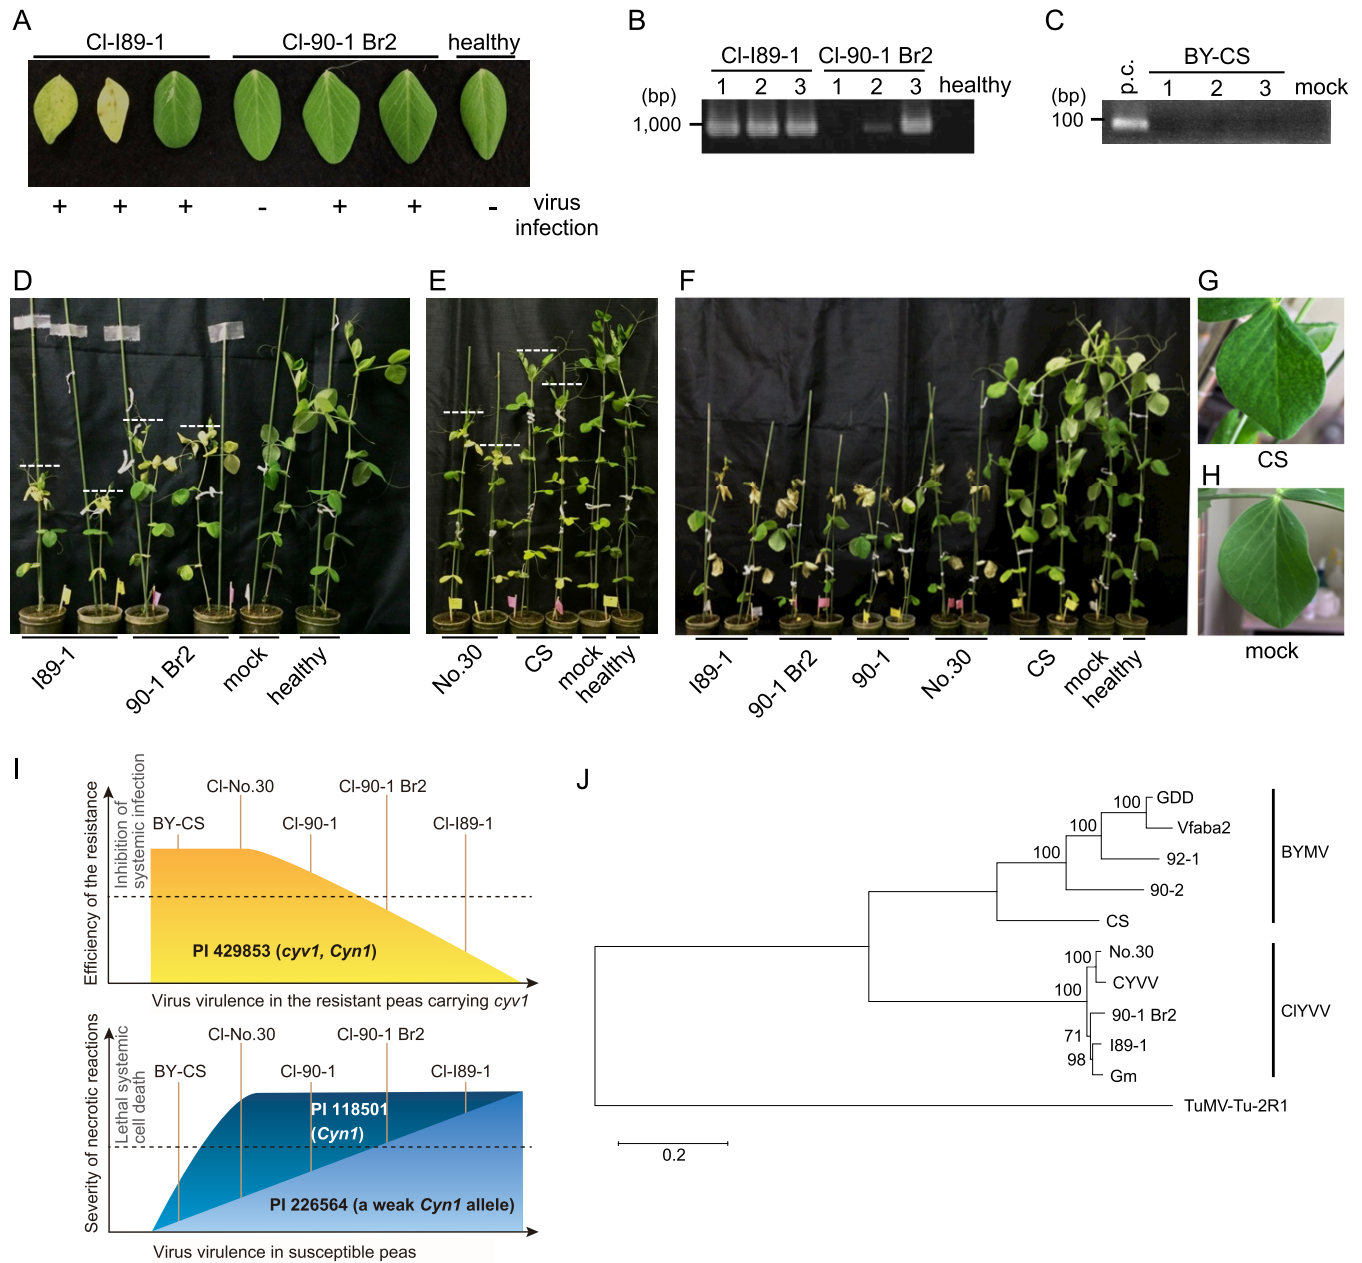 A
Cl-I89-1
Cl-90-1 Br2
healthy
+ + + - + + -
virus
infection
B
Cl-I89-1 Cl-90-1 Br2
1 2 3 1 2 3 healthy
(bp)
1,000
C
p.c.
BY-CS
1 2 3 mock
(bp)
100
D
I89-1
90-1 Br2
mock
healthy
E
No.30
CS
mock
healthy
F
I89-1
90-1 Br2
90-1
No.30
CS
mock
healthy
G
CS
H
mock
I
Efficiency of the resistance
Inhibition of
systemic infection
Cl-No.30
Cl-90-1 Br2
BY-CS
Cl-90-1
Cl-I89-1
PI 429853 (cyv1, Cyn1)
Virus virulence in the resistant peas carrying cyv1
Severity of necrotic reactions
Lethal systemic
cell death
Cl-No.30
Cl-90-1 Br2
BY-CS
Cl-90-1
Cl-I89-1
PI 118501
(Cyn1)
PI 226564 (a weak Cyn1 allele)
Virus virulence in susceptible peas
J
100
GDD
100
Vfaba2
100
92-1
90-2
CS
BYMV
100
No.30
100
CYVV
90-1 Br2
71
I89-1
98
Gm
ClYVV
TuMV-Tu-2R1
0.2